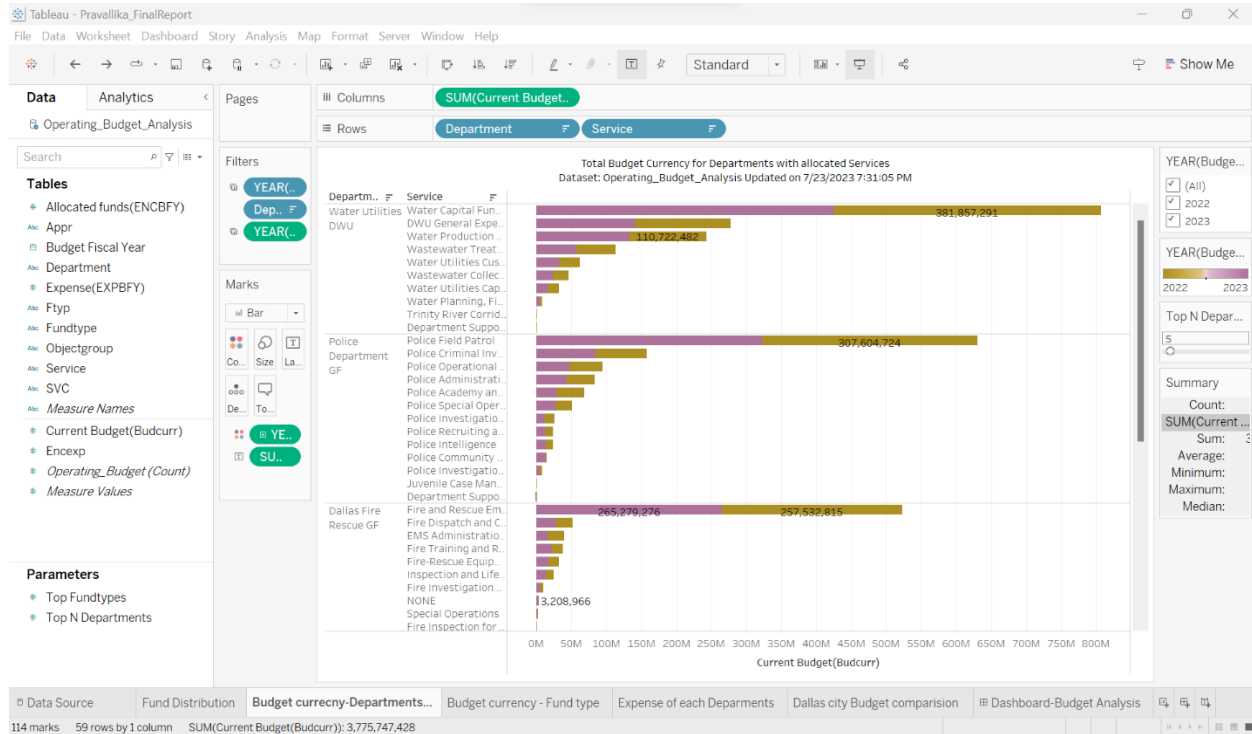 Tableau - Pravallika_FinalReport
File Data Worksheet Dashboard Story Analysis Map Format Server Window Help
Standard
Show Me
Data Analytics
Operating_Budget_Analysis
Search
Tables
Allocated funds(ENCBFY)
Abc Appr
Budget Fiscal Year
Abc Department
Expense(EXPBFY)
Abc Ftyp
Abc Fundtype
Abc Objectgroup
Abc Service
Abc SVC
Abc Measure Names
Current Budget(Budcurr)
Encexp
Operating_Budget (Count)
Measure Values
Parameters
Top Fundtypes
Top N Departments
Pages
Filters
YEAR(..
Dep..
YEAR(..
Marks
Bar
Co... Size La...
De... To...
YE..
SU..
Columns SUM(Current Budget..
Rows Department Service
Total Budget Currency for Departments with allocated Services
Dataset: Operating_Budget_Analysis Updated on 7/23/2023 7:31:05 PM
Departm.. Service
Water Utilities DWU
Water Capital Fun.. 381,857,291
DWU General Expe..
Water Production .. 110,722,482
Wastewater Treat..
Water Utilities Cus..
Wastewater Collec..
Water Utilities Cap..
Water Planning, Fi..
Trinity River Corrid..
Department Suppo..
Police Department GF
Police Field Patrol 307,604,724
Police Criminal Inv..
Police Operational ..
Police Administrati..
Police Academy an..
Police Special Oper..
Police Investigatio..
Police Recruiting a..
Police Intelligence
Police Community ..
Police Investigatio..
Juvenile Case Man..
Department Suppo..
Dallas Fire Rescue GF
Fire and Rescue Em.. 265,279,276 257,532,815
Fire Dispatch and C..
EMS Administratio..
Fire Training and R..
Fire-Rescue Equip..
Inspection and Life..
Fire Investigation ..
NONE 3,208,966
Special Operations
Fire Inspection for ..
0M 50M 100M 150M 200M 250M 300M 350M 400M 450M 500M 550M 600M 650M 700M 750M 800M
Current Budget(Budcurr)
YEAR(Budge...
(All)
2022
2023
YEAR(Budge...
2022 2023
Top N Depar...
5
Summary
Count:
SUM(Current ...
Sum: 3
Average:
Minimum:
Maximum:
Median:
Data Source Fund Distribution Budget currecny-Departments... Budget currency - Fund type Expense of each Deparments Dallas city Budget comparision Dashboard-Budget Analysis
114 marks 59 rows by 1 column SUM(Current Budget(Budcurr)): 3,775,747,428